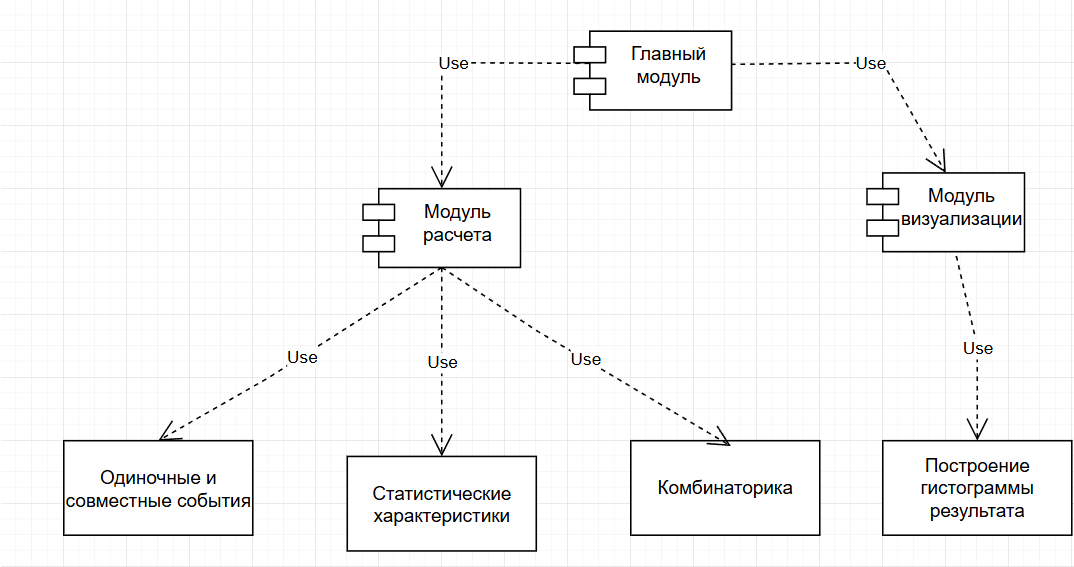 Главный
модуль
Use
Use
Модуль
расчета
Модуль
визуализации
Use
Use
Use
Use
Одиночные и
совместные события
Статистические
характеристики
Комбинаторика
Построение
гистограммы
результата